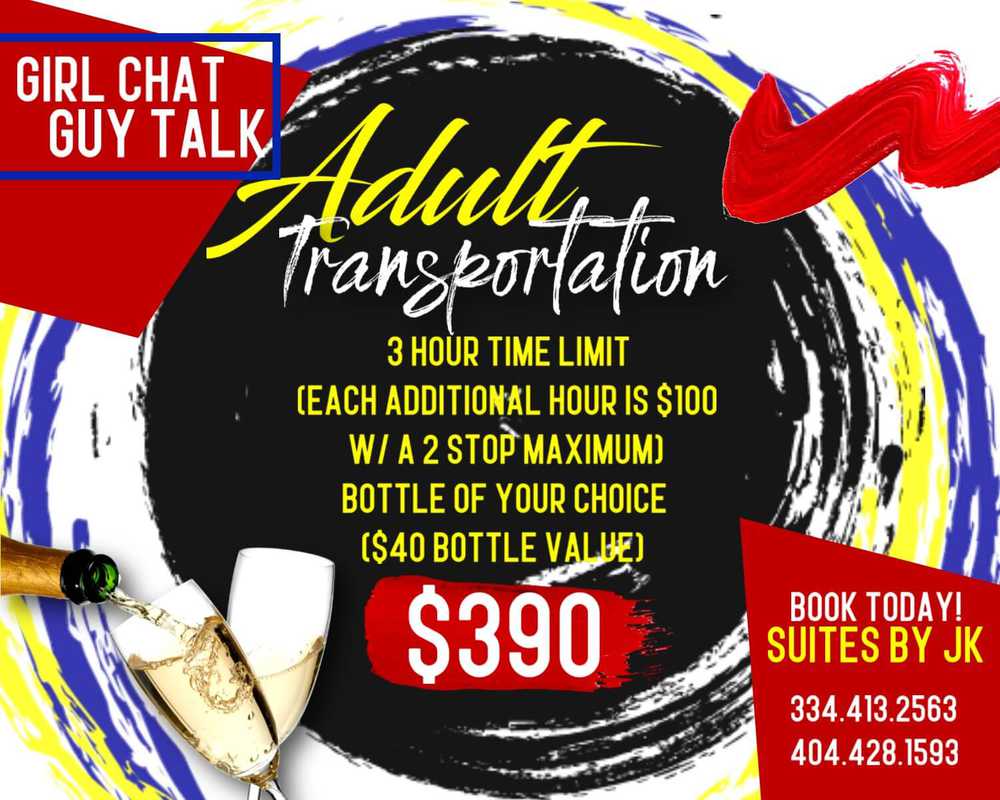 GIRL CHAT
GUY TALK
Adult
Transportation
3 HOUR TIME LIMIT
(EACH ADDITIONAL HOUR IS $100
W/ A 2 STOP MAXIMUM)
BOTTLE OF YOUR CHOICE
($40 BOTTLE VALUE)
$390
BOOK TODAY!
SUITES BY JK
334.413.2563
404.428.1593